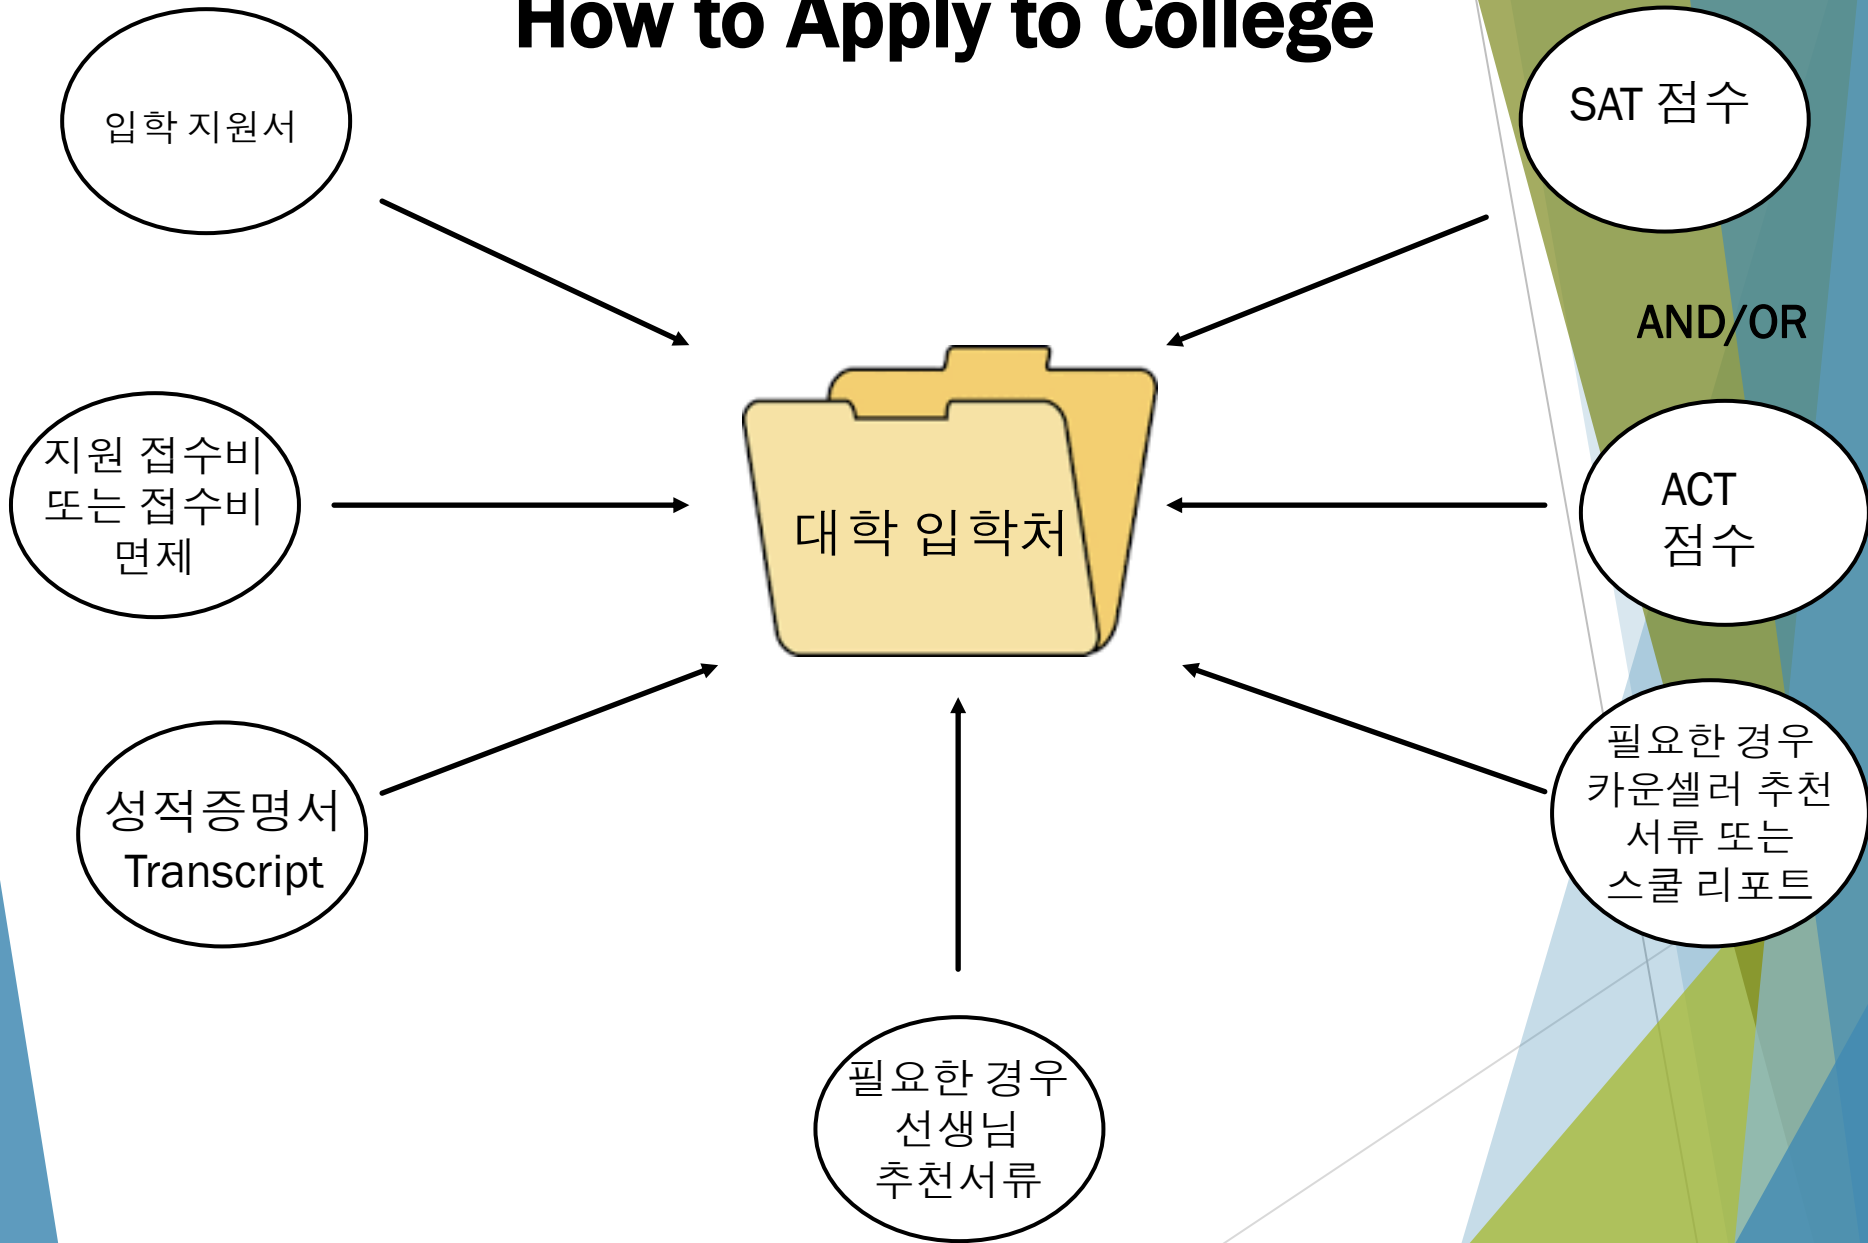 How to Apply to College
입학 지원서
SAT 점수
AND/OR
지원 접수비
또는 접수비
면제
대학 입학처
ACT
점수
성적증명서
Transcript
필요한 경우
카운셀러 추천
서류 또는
스쿨 리포트
필요한 경우
선생님
추천서류